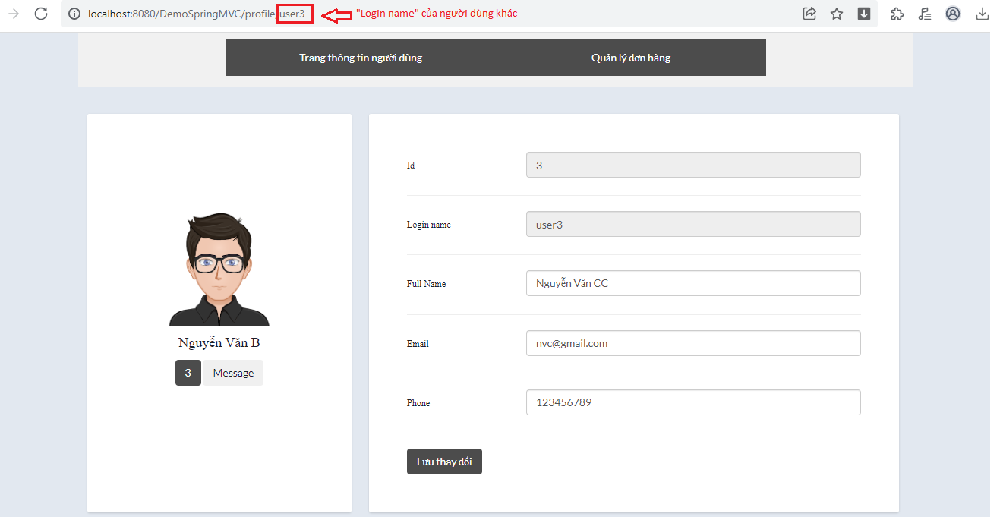 localhost:8080/DemoSpringMVC/profile/user3 "Login name" của người dùng khác
Trang thông tin người dùng Quản lý đơn hàng
Nguyễn Văn B
3 Message
Id 3
Login name user3
Full Name Nguyễn Văn CC
Email nvc@gmail.com
Phone 123456789
Lưu thay đổi